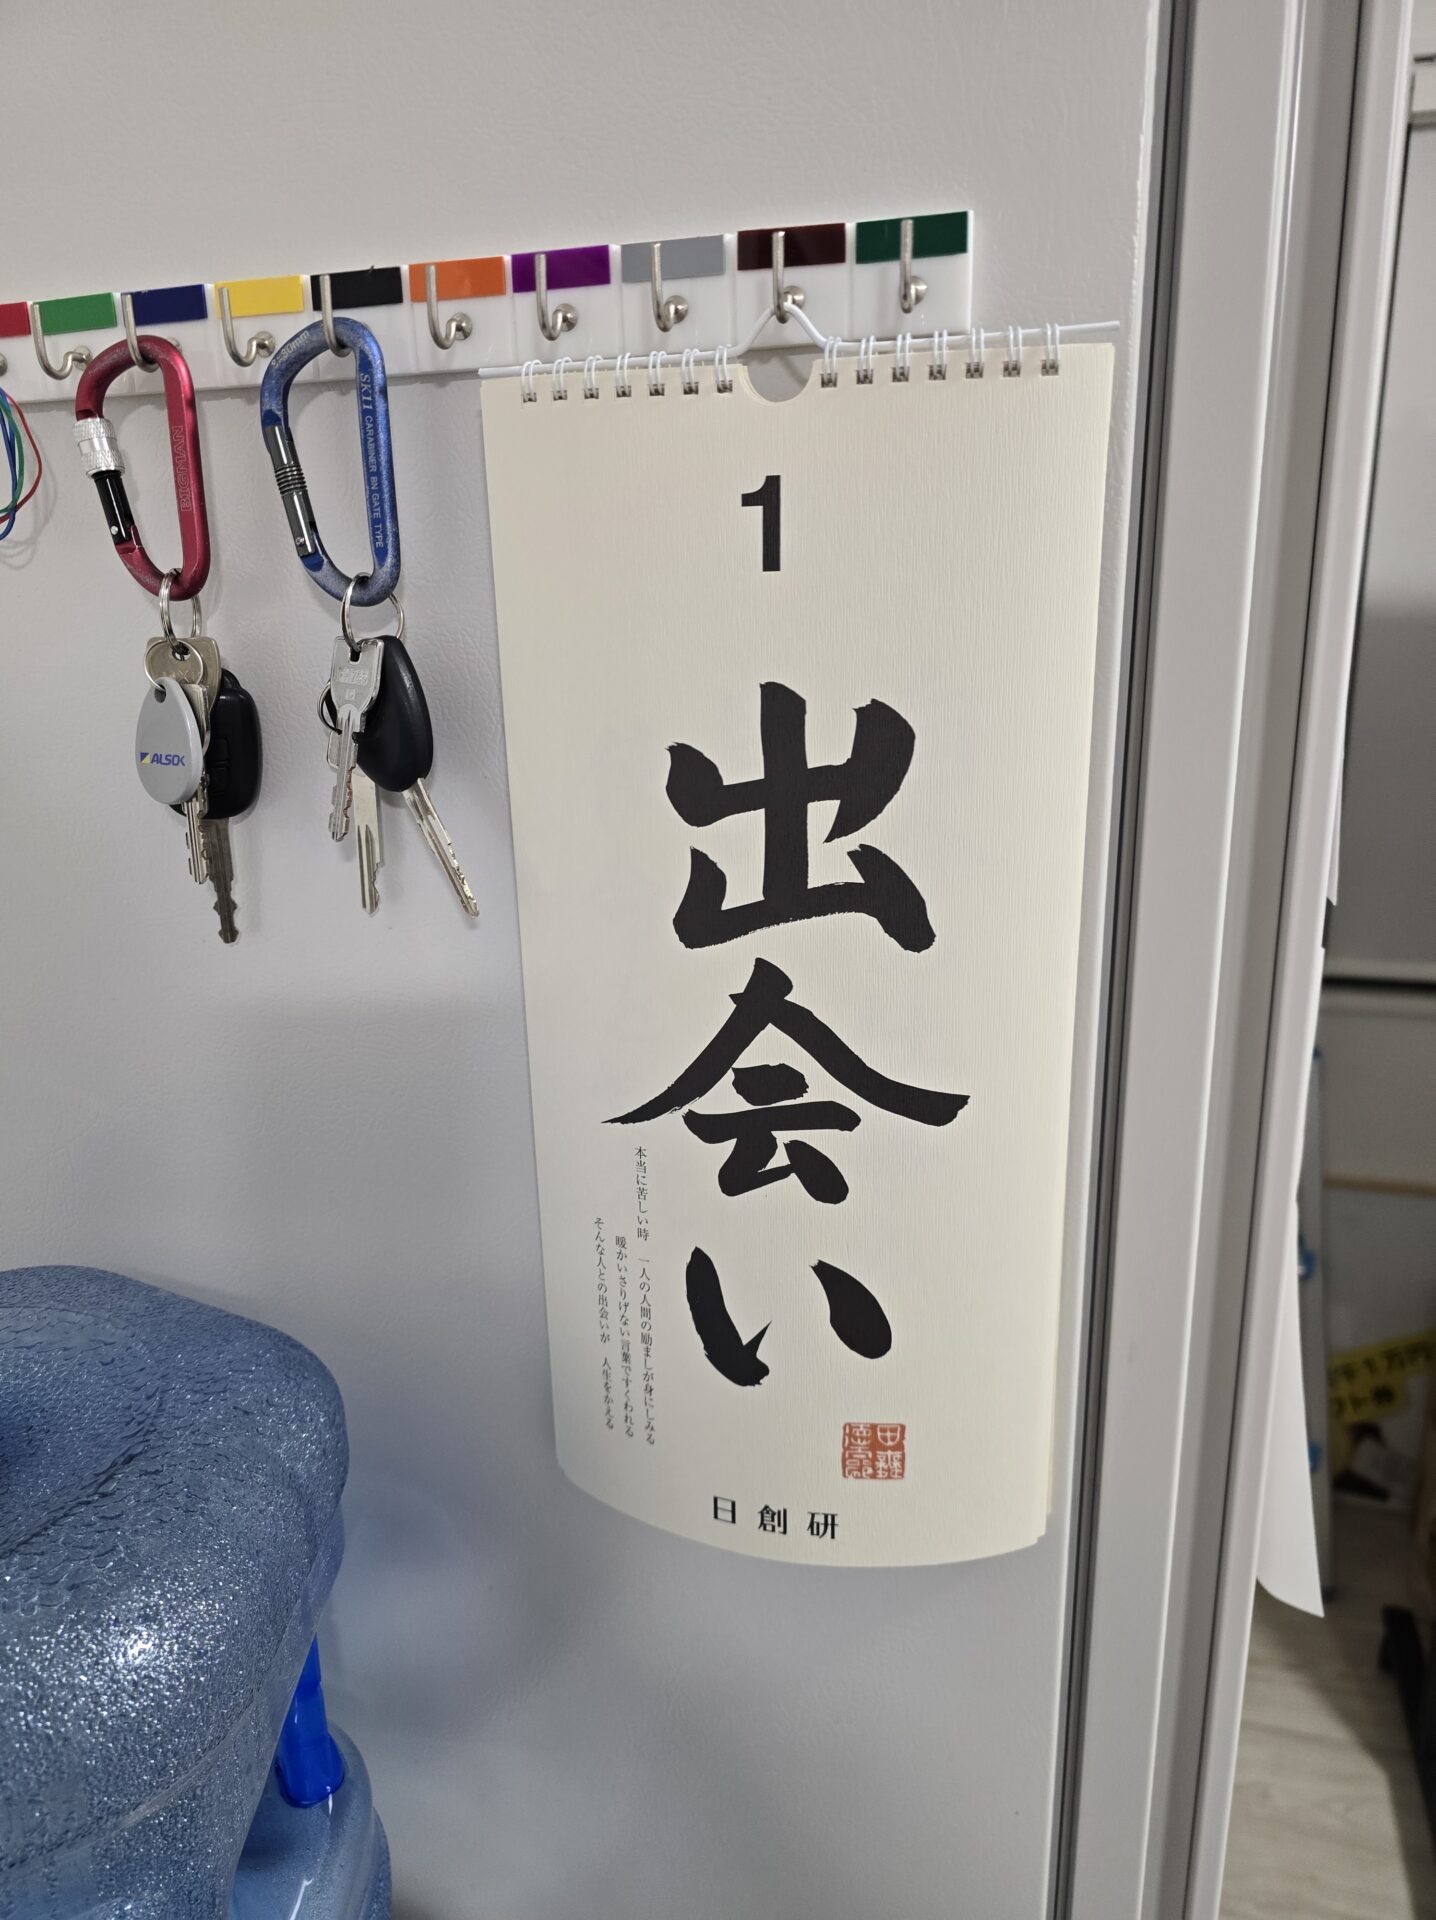 BIGMAN
8×80mm
SK11 CARABINER BN GATE TYPE
ALSOK
1
出会い
本当に苦しい時 一人の人間の励ましが身にしみる
暖かいさりげない言葉ですくわれる
そんな人との出会いが 人生をかえる
日創研